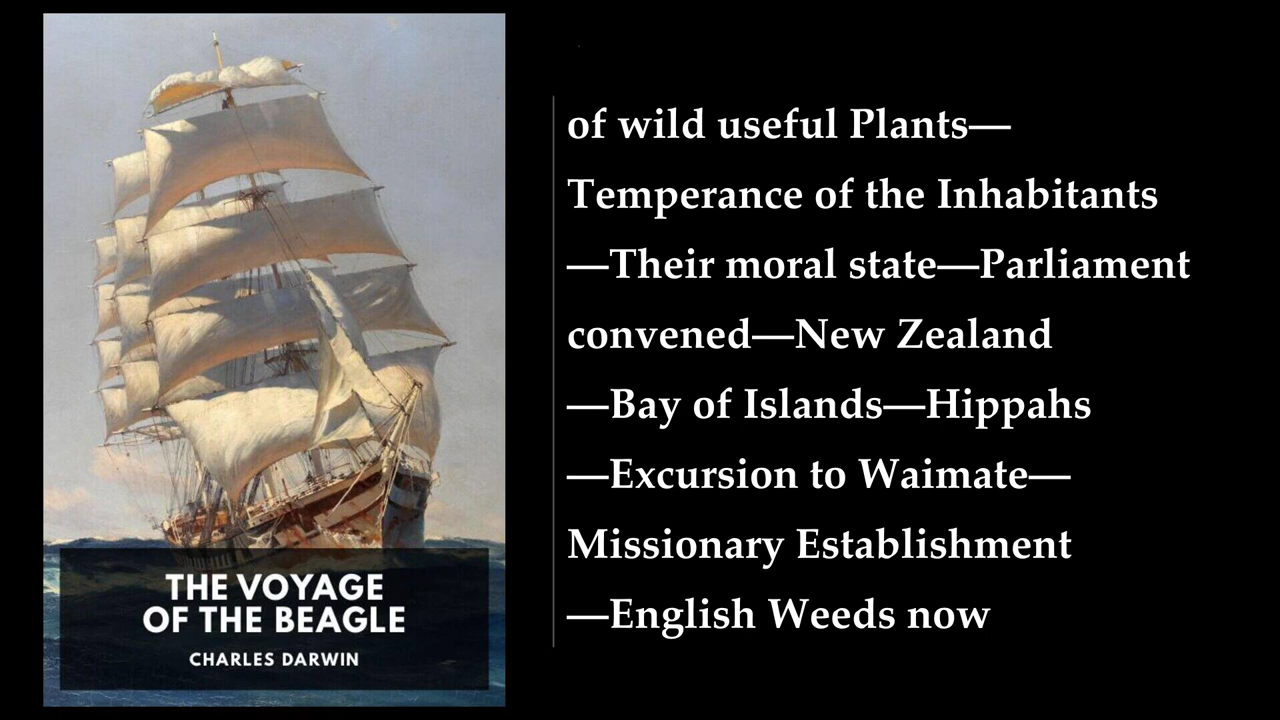 THE VOYAGE
OF THE BEAGLE
CHARLES DARWIN
of wild useful Plants—
Temperance of the Inhabitants
—Their moral state—Parliament
convened—New Zealand
—Bay of Islands—Hippahs
—Excursion to Waimate—
Missionary Establishment
—English Weeds now